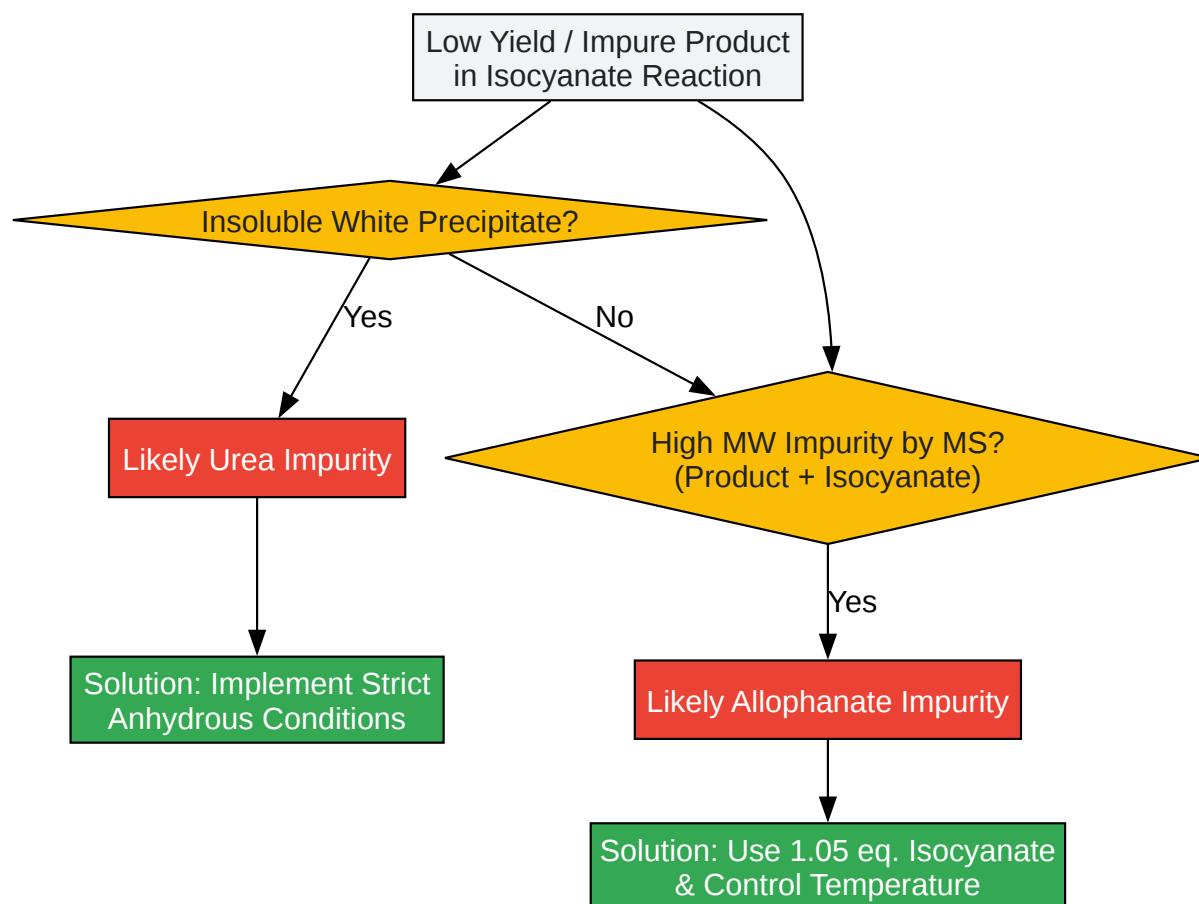 Low Yield / Impure Product
in Isocyanate Reaction
Insoluble White Precipitate?
Yes
No
Likely Urea Impurity
High MW Impurity by MS?
(Product + Isocyanate)
Yes
Solution: Implement Strict
Anhydrous Conditions
Likely Allophanate Impurity
Solution: Use 1.05 eq. Isocyanate
& Control Temperature